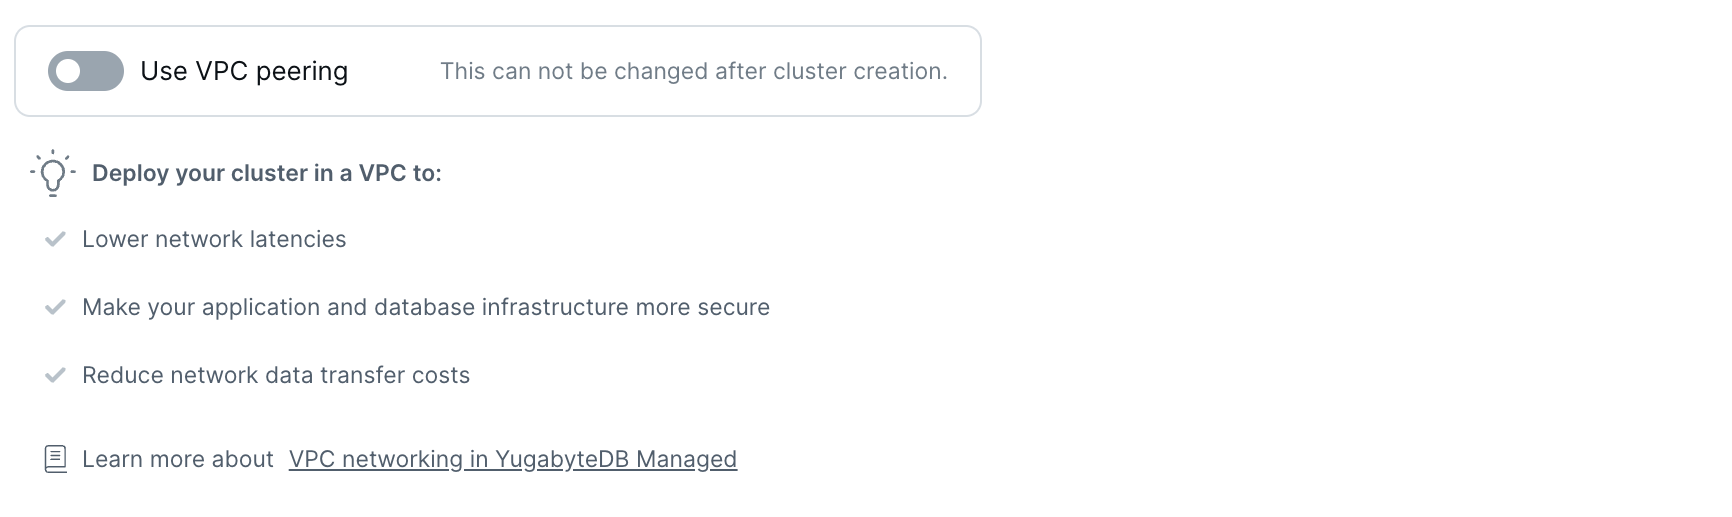 Use VPC peering This can not be changed after cluster creation.
Deploy your cluster in a VPC to:
Lower network latencies
Make your application and database infrastructure more secure
Reduce network data transfer costs
Learn more about VPC networking in YugabyteDB Managed